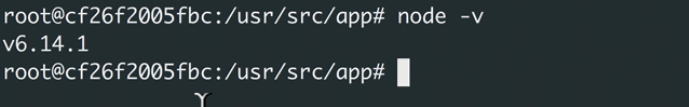 root@cf26f2005fbc:/usr/src/app# node -v
v6.14.1
root@cf26f2005fbc:/usr/src/app#